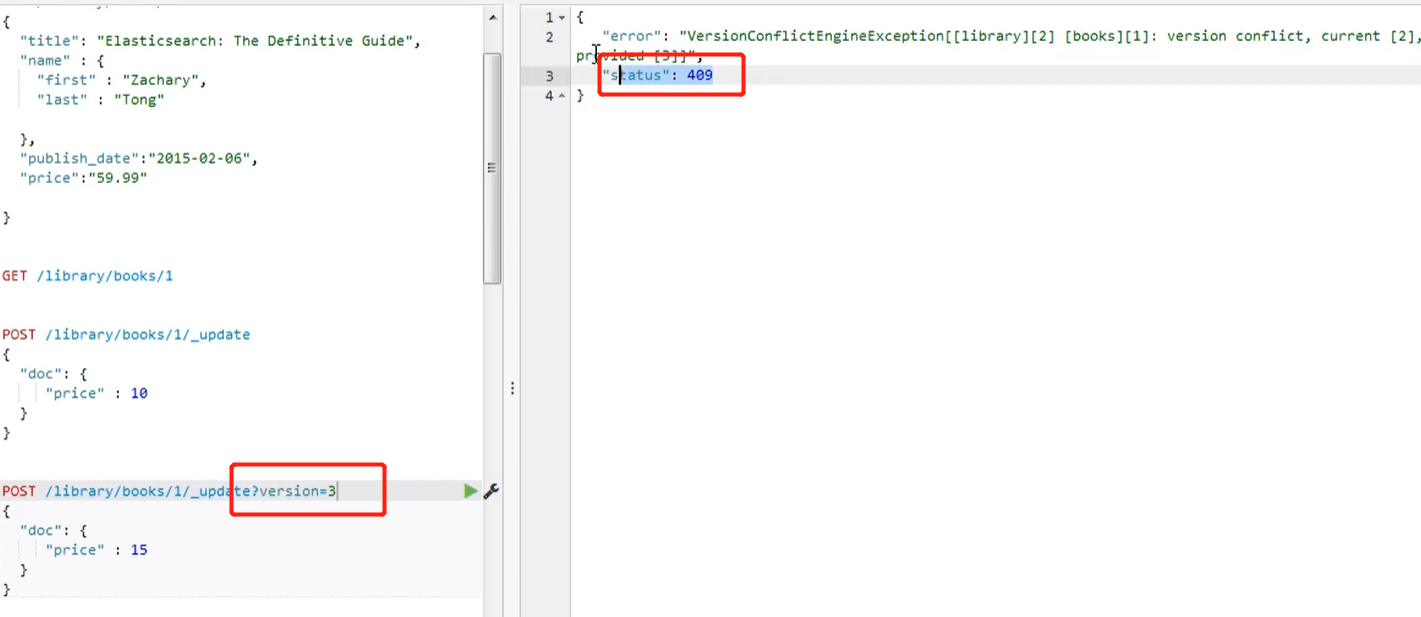 {
"title": "Elasticsearch: The Definitive Guide",
"name" : {
"first" : "Zachary",
"last" : "Tong"
},
"publish_date":"2015-02-06",
"price":"59.99"
}
GET /library/books/1
POST /library/books/1/_update
{
"doc": {
"price" : 10
}
}
POST /library/books/1/_update?version=3
{
"doc": {
"price" : 15
}
}
1 {
2 "error": "VersionConflictEngineException[[library][2] [books][1]: version conflict, current [2],
provided [3]]",
3 "status": 409
4 }